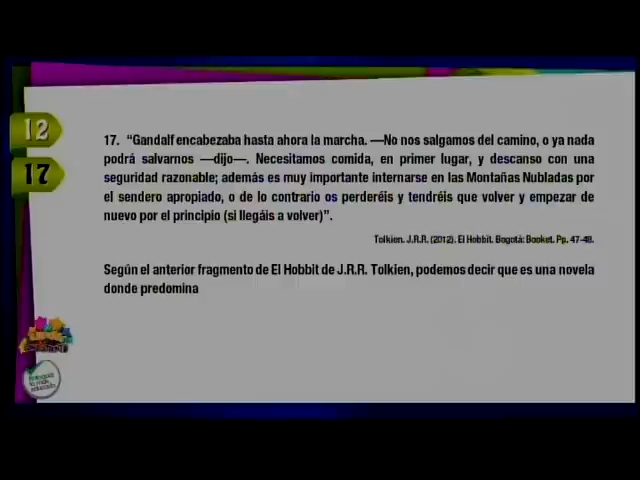 12
17
17. “Gandalf encabezaba hasta ahora la marcha. —No nos salgamos del camino, o ya nada
podrá salvarnos —dijo—. Necesitamos comida, en primer lugar, y descanso con una
seguridad razonable; además es muy importante internarse en las Montañas Nubladas por
el sendero apropiado, o de lo contrario os perderéis y tendréis que volver y empezar de
nuevo por el principio (si llegáis a volver)”.
Tolkien. J.R.R. (2012). El Hobbit. Bogotá: Booket. Pp. 47-48.
Según el anterior fragmento de El Hobbit de J.R.R. Tolkien, podemos decir que es una novela
donde predomina